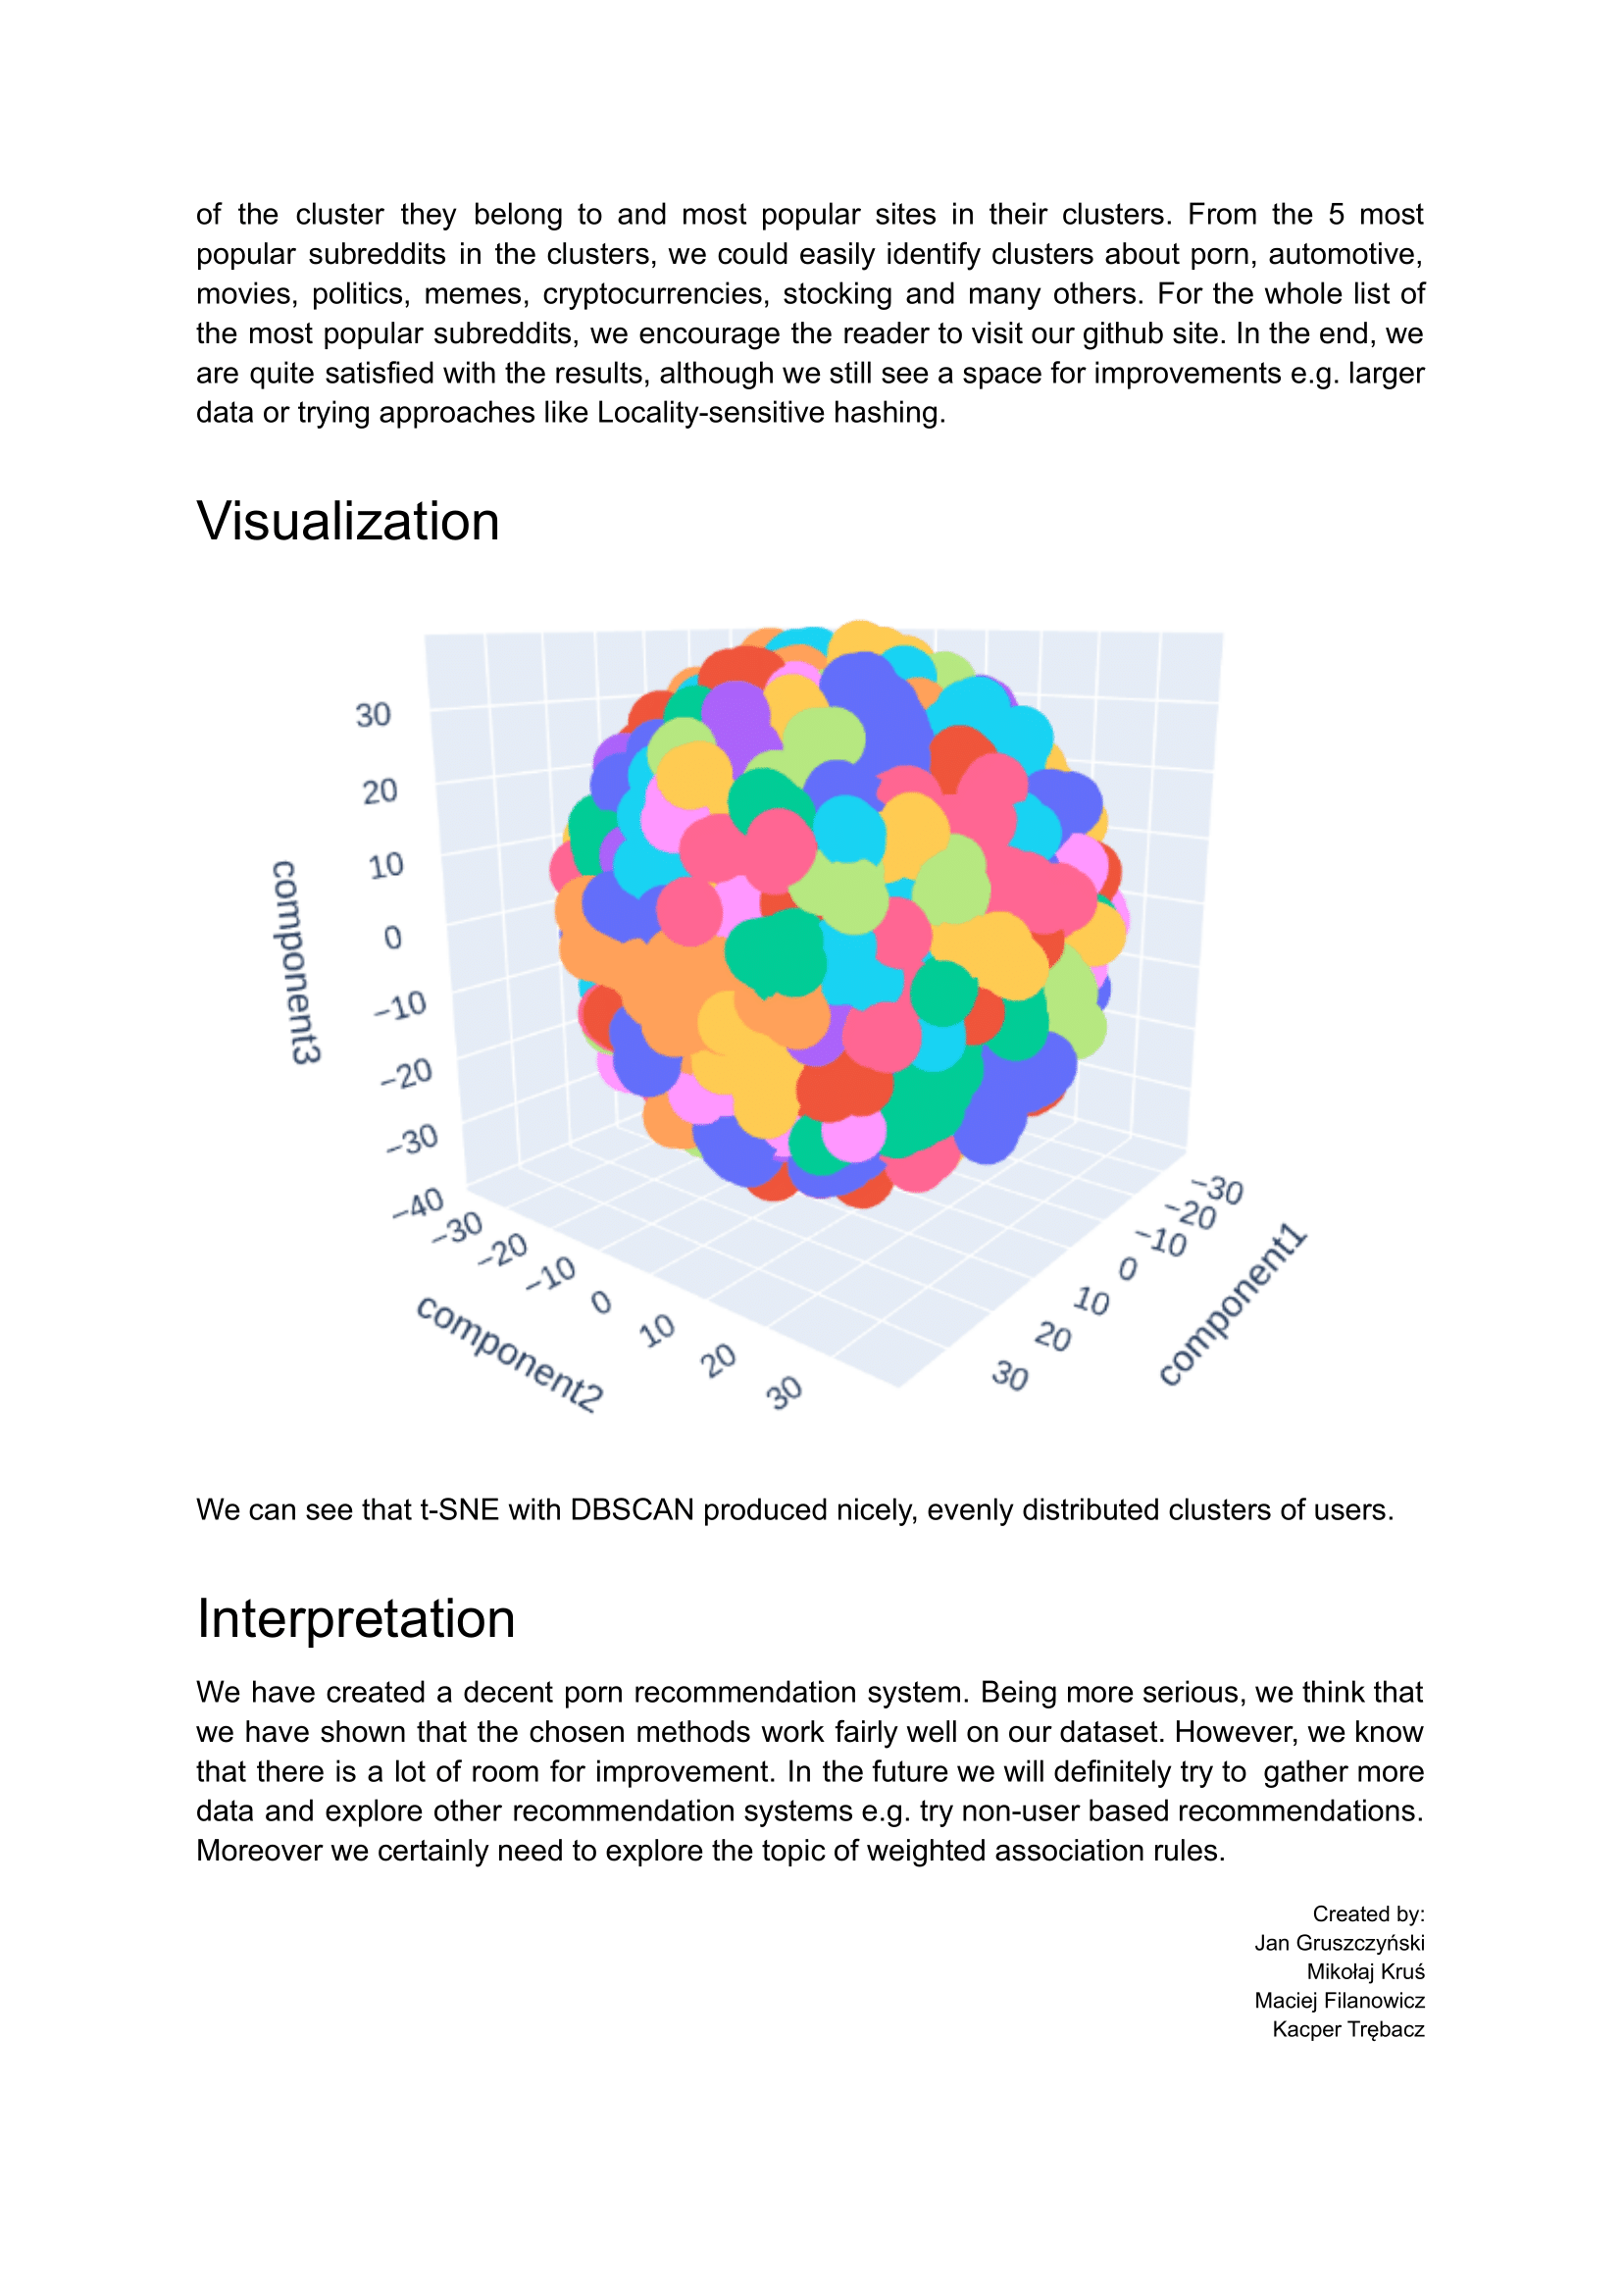 of the cluster they belong to and most popular sites in their clusters. From the 5 most
popular subreddits in the clusters, we could easily identify clusters about porn, automotive,
movies, politics, memes, cryptocurrencies, stocking and many others. For the whole list of
the most popular subreddits, we encourage the reader to visit our github site. In the end, we
are quite satisfied with the results, although we still see a space for improvements e.g. larger
data or trying approaches like Locality-sensitive hashing.
Visualization
30
20
10
0
−10
−20
−30
−40
component3
−30
−20
−10
0
10
20
30
component2
−30
−20
−10
0
10
20
30
component1
We can see that t-SNE with DBSCAN produced nicely, evenly distributed clusters of users.
Interpretation
We have created a decent porn recommendation system. Being more serious, we think that
we have shown that the chosen methods work fairly well on our dataset. However, we know
that there is a lot of room for improvement. In the future we will definitely try to  gather more
data and explore other recommendation systems e.g. try non-user based recommendations.
Moreover we certainly need to explore the topic of weighted association rules.
Created by:
Jan Gruszczyński
Mikołaj Kruś
Maciej Filanowicz
Kacper Trębacz